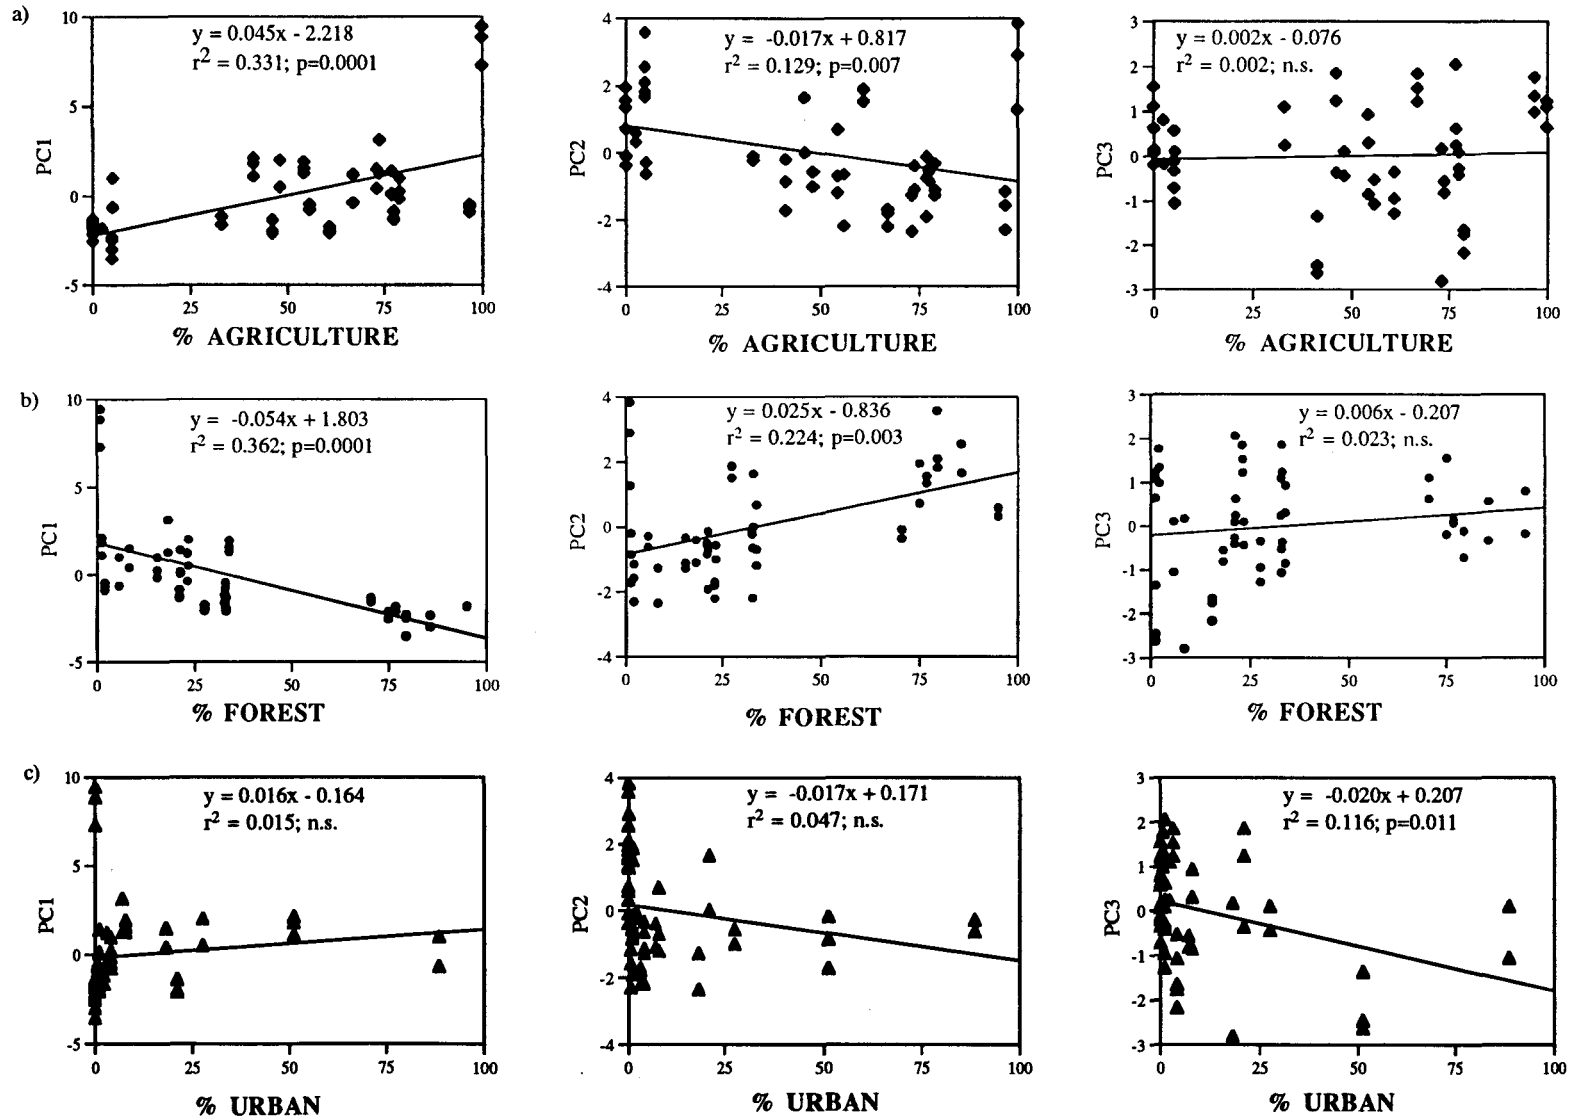 a)
y = 0.045x - 2.218
r2 = 0.331; p=0.0001
10
5
0
-5
PC1
0 25 50 75 100
% AGRICULTURE
y = -0.017x + 0.817
r2 = 0.129; p=0.007
4
2
0
-2
-4
PC2
0 25 50 75 100
% AGRICULTURE
y = 0.002x - 0.076
r2 = 0.002; n.s.
3
2
1
0
-1
-2
-3
PC3
0 25 50 75 100
% AGRICULTURE
b)
y = -0.054x + 1.803
r2 = 0.362; p=0.0001
10
5
0
-5
PC1
0 25 50 75 100
% FOREST
y = 0.025x - 0.836
r2 = 0.224; p=0.003
4
2
0
-2
-4
PC2
0 25 50 75 100
% FOREST
y = 0.006x - 0.207
r2 = 0.023; n.s.
3
2
1
0
-1
-2
-3
PC3
0 25 50 75 100
% FOREST
c)
y = 0.016x - 0.164
r2 = 0.015; n.s.
10
5
0
-5
PC1
0 25 50 75 100
% URBAN
y = -0.017x + 0.171
r2 = 0.047; n.s.
4
2
0
-2
-4
PC2
0 25 50 75 100
% URBAN
y = -0.020x + 0.207
r2 = 0.116; p=0.011
3
2
1
0
-1
-2
-3
PC3
0 25 50 75 100
% URBAN